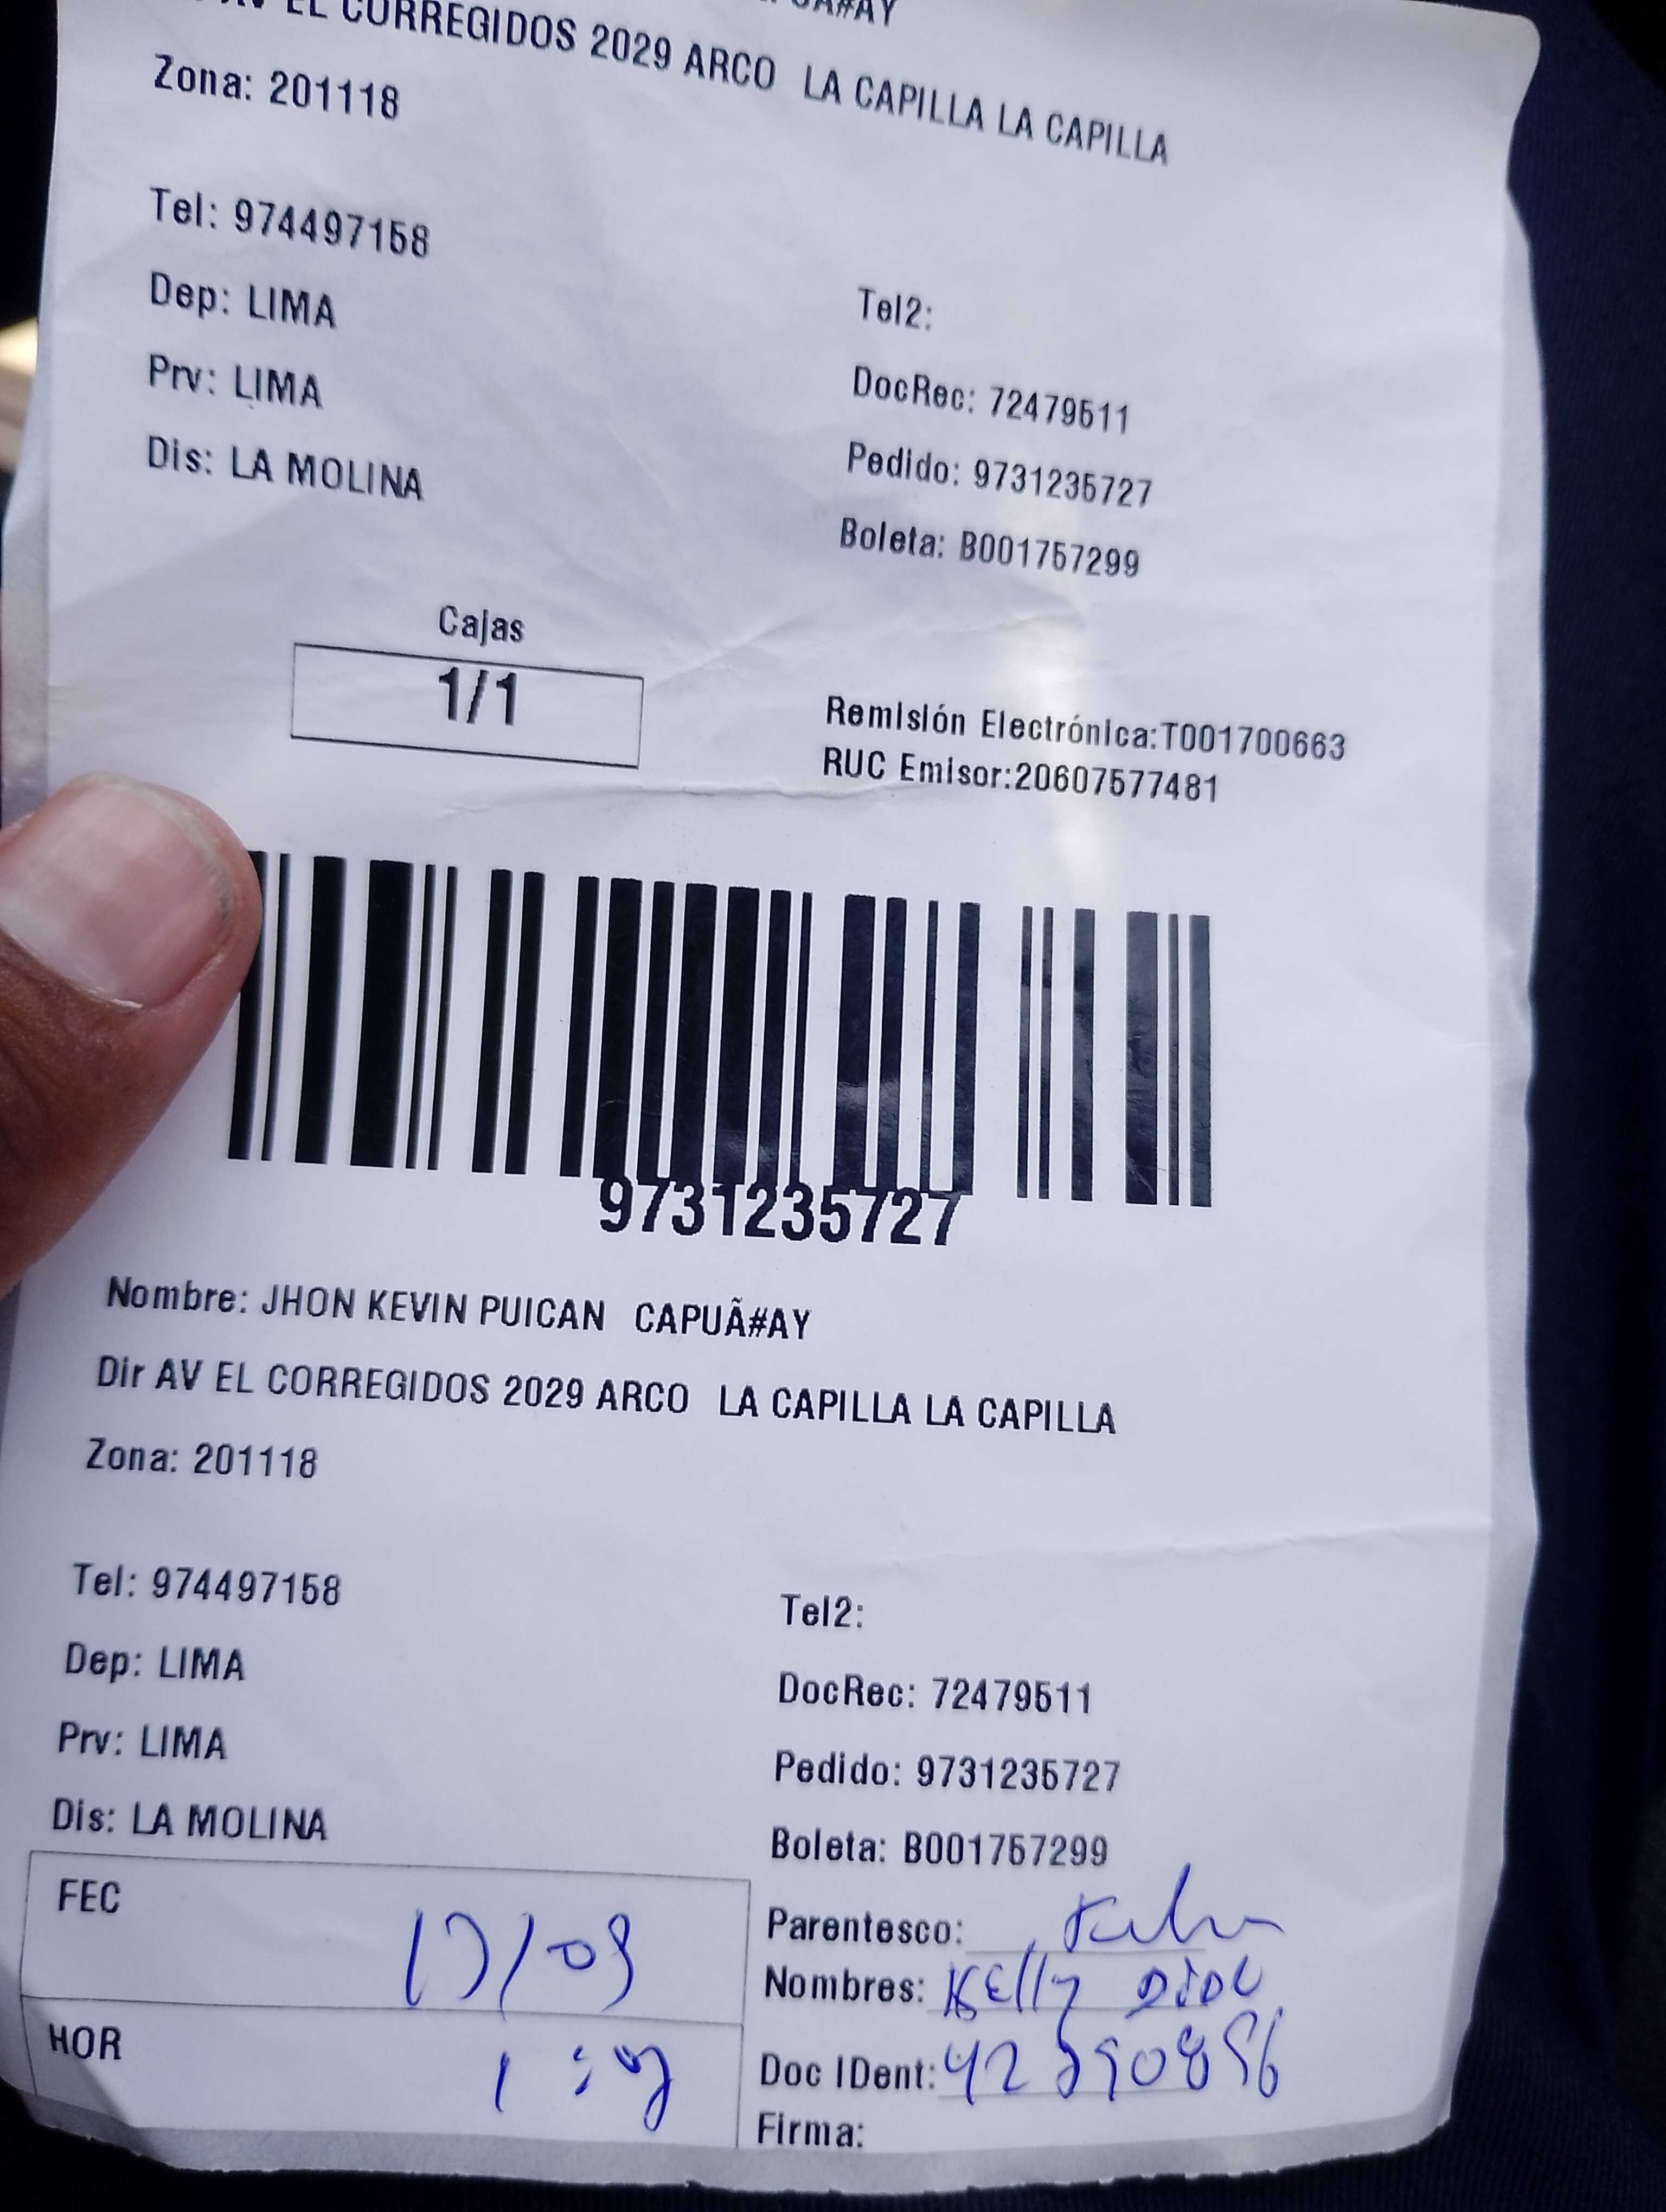 AV EL CORREGIDOS 2029 ARCO LA CAPILLA LA CAPILLA
Zona: 201118
Tel: 974497158
Dep: LIMA
Tel2:
Prv: LIMA
DocRec: 72479511
Dis: LA MOLINA
Pedido: 9731235727
Boleta: B001757299
Cajas
1/1
Remisión Electrónica:T001700663
RUC Emisor:20607577481
9731235727
Nombre: JHON KEVIN PUICAN CAPUÃ#AY
Dir AV EL CORREGIDOS 2029 ARCO LA CAPILLA LA CAPILLA
Zona: 201118
Tel: 974497158
Tel2:
Dep: LIMA
DocRec: 72479511
Prv: LIMA
Pedido: 9731235727
Dis: LA MOLINA
Boleta: B001757299
FEC
Parentesco:
Nombres: Kelly
HOR
Doc IDent:
Firma: